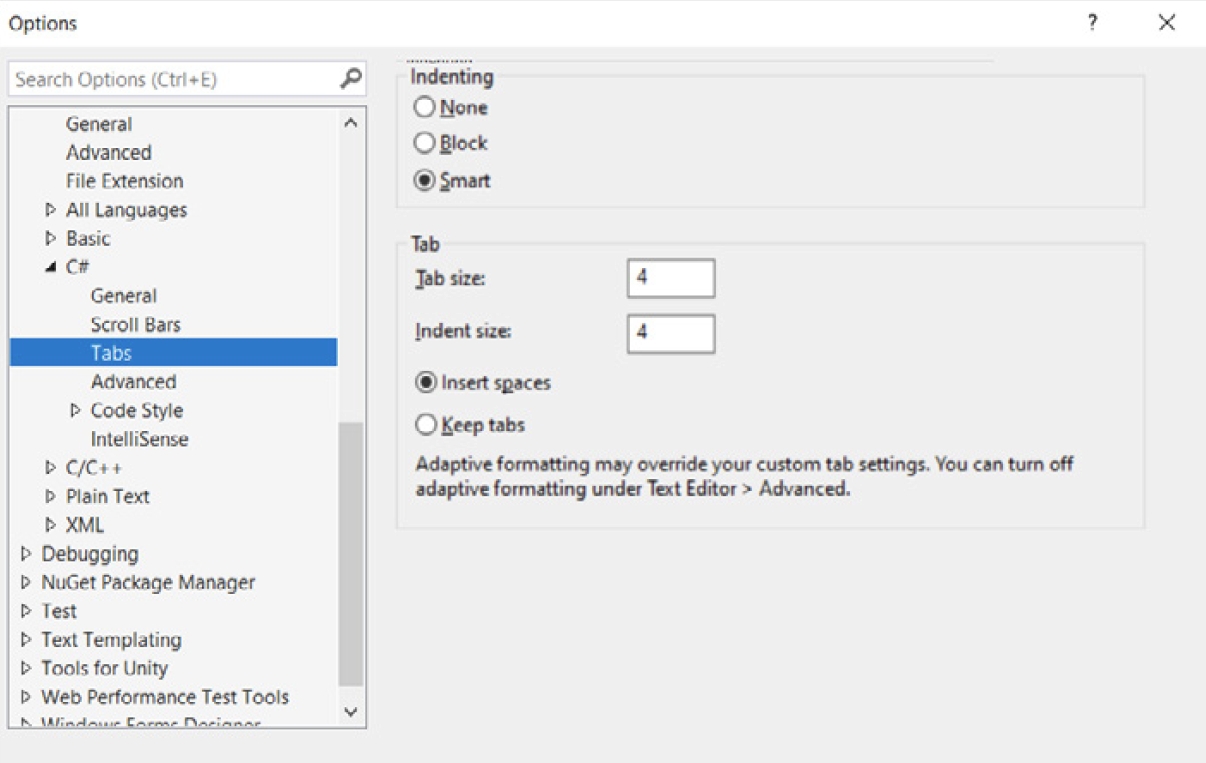 Options
?
Search Options (Ctrl+E)
General
Advanced
File Extension
All Languages
Basic
C#
General
Scroll Bars
Tabs
Advanced
Code Style
IntelliSense
C/C++
Plain Text
XML
Debugging
NuGet Package Manager
Test
Text Templating
Tools for Unity
Web Performance Test Tools
Windows Forms Designer
Indenting
None
Block
Smart
Tab
Tab size:
4
Indent size:
4
Insert spaces
Keep tabs
Adaptive formatting may override your custom tab settings. You can turn off
adaptive formatting under Text Editor > Advanced.